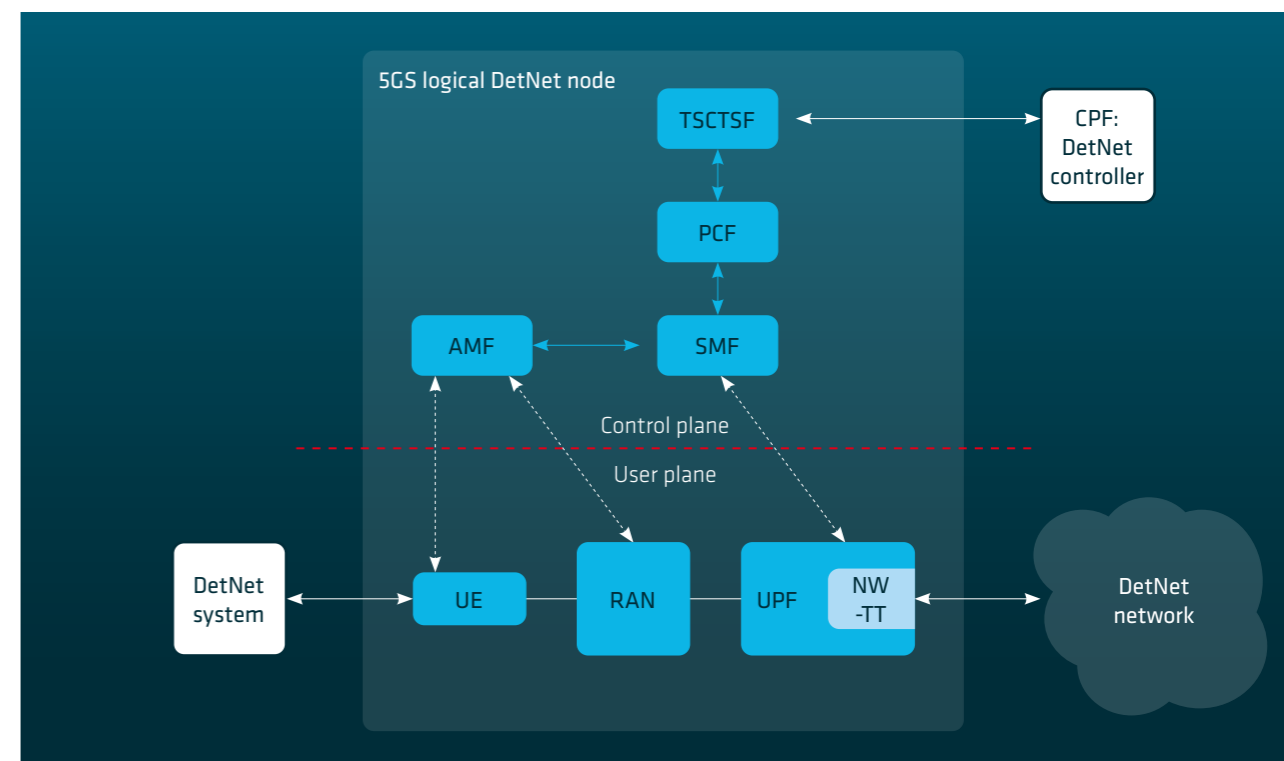 5GS logical DetNet node
TSCTSF
CPF:
DetNet
controller
PCF
AMF
SMF
Control plane
User plane
DetNet
system
UE
RAN
UPF
NW
-TT
DetNet
network